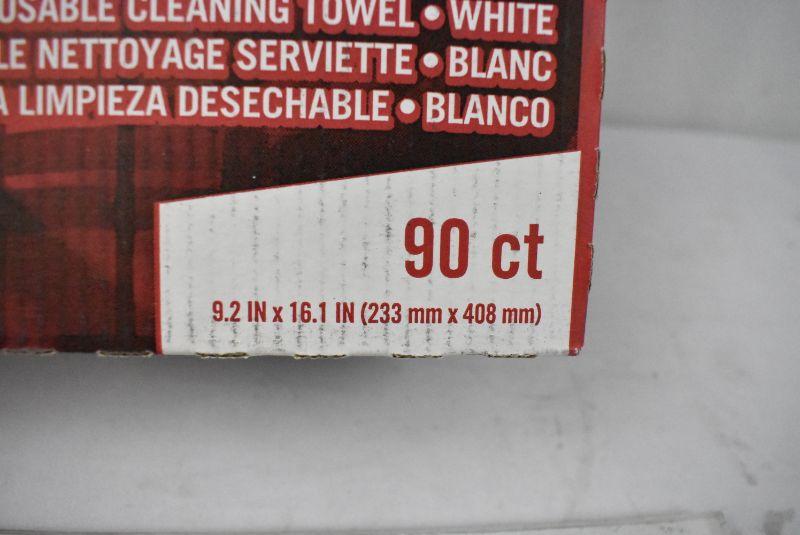 CLEANING TOWEL • WHITE
LE NETTOYAGE SERVIETTE • BLANC
A LIMPIEZA DESECHABLE • BLANCO
90 ct
9.2 IN x 16.1 IN (233 mm x 408 mm)